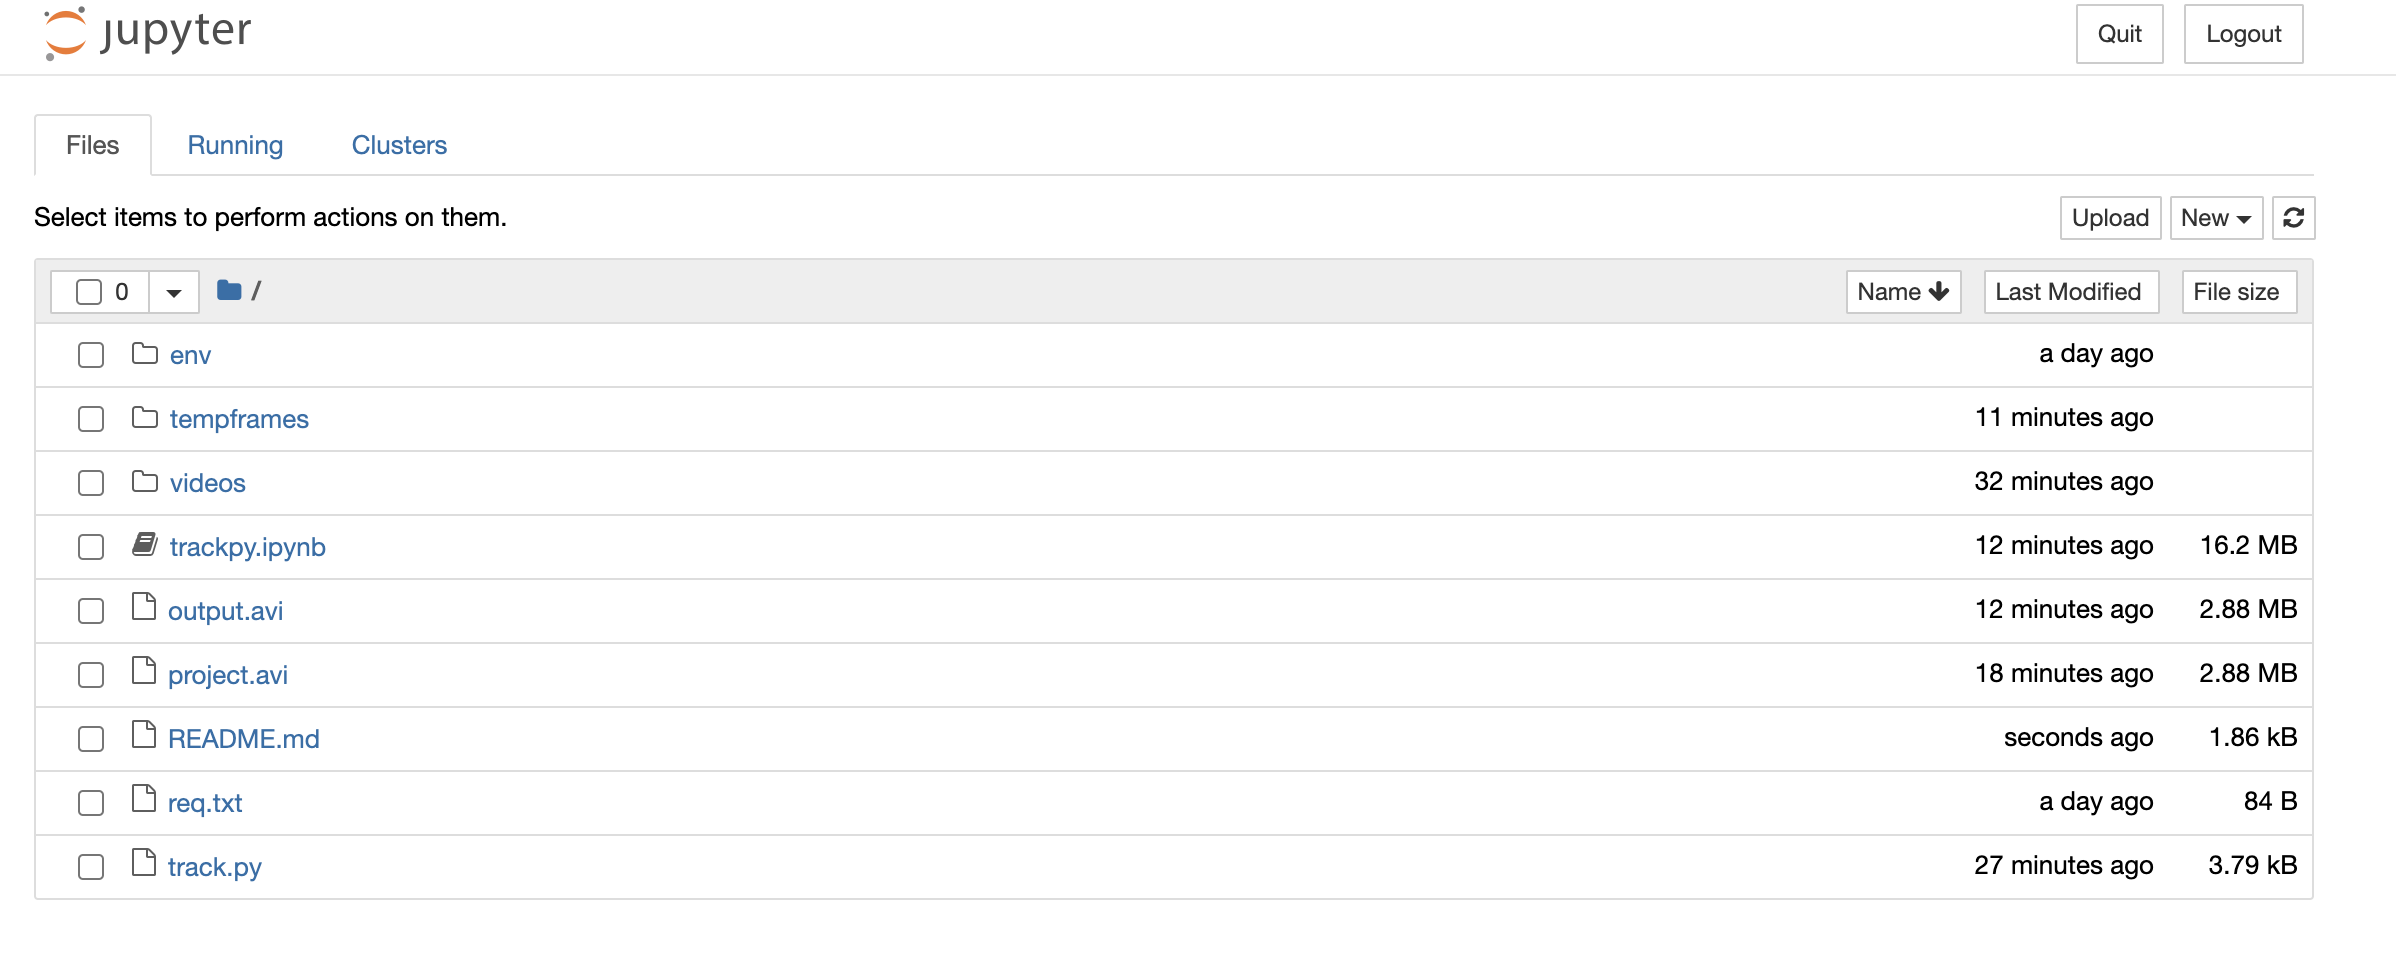 jupyter Quit Logout
Files Running Clusters
Select items to perform actions on them. Upload New
0 / Name Last Modified File size
env a day ago
tempframes 11 minutes ago
videos 32 minutes ago
trackpy.ipynb 12 minutes ago 16.2 MB
output.avi 12 minutes ago 2.88 MB
project.avi 18 minutes ago 2.88 MB
README.md seconds ago 1.86 kB
req.txt a day ago 84 B
track.py 27 minutes ago 3.79 kB